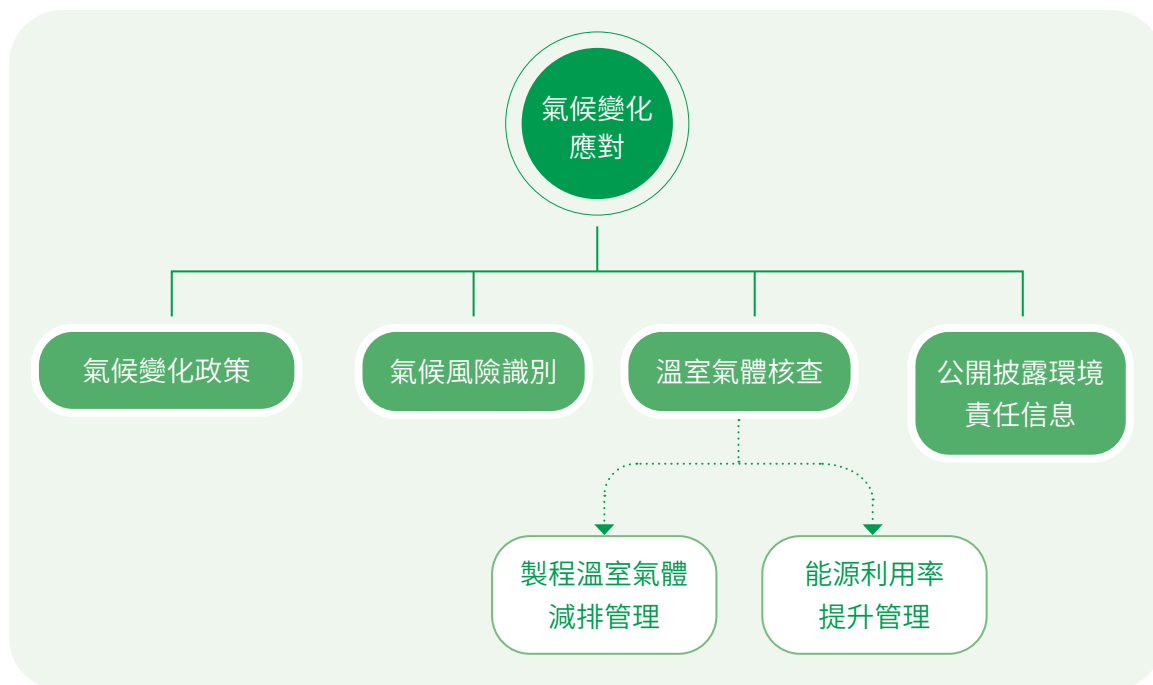 氣候變化
應對
氣候變化政策
氣候風險識別
溫室氣體核查
公開披露環境
責任信息
製程溫室氣體
減排管理
能源利用率
提升管理